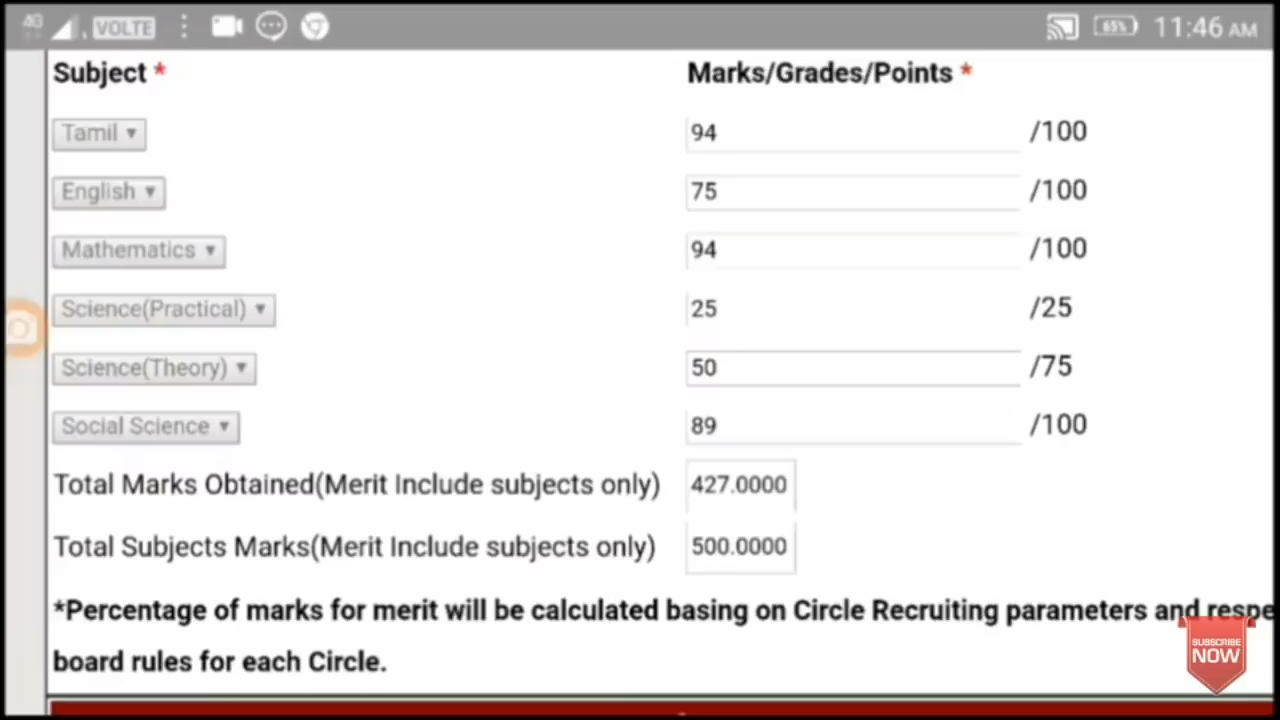 4G VOLTE 65% 11:46 AM
Subject * Marks/Grades/Points *
Tamil ▾ 94 /100
English ▾ 75 /100
Mathematics ▾ 94 /100
Science(Practical) ▾ 25 /25
Science(Theory) ▾ 50 /75
Social Science ▾ 89 /100
Total Marks Obtained(Merit Include subjects only) 427.0000
Total Subjects Marks(Merit Include subjects only) 500.0000
*Percentage of marks for merit will be calculated basing on Circle Recruiting parameters and respe
board rules for each Circle.
SUBSCRIBE
NOW